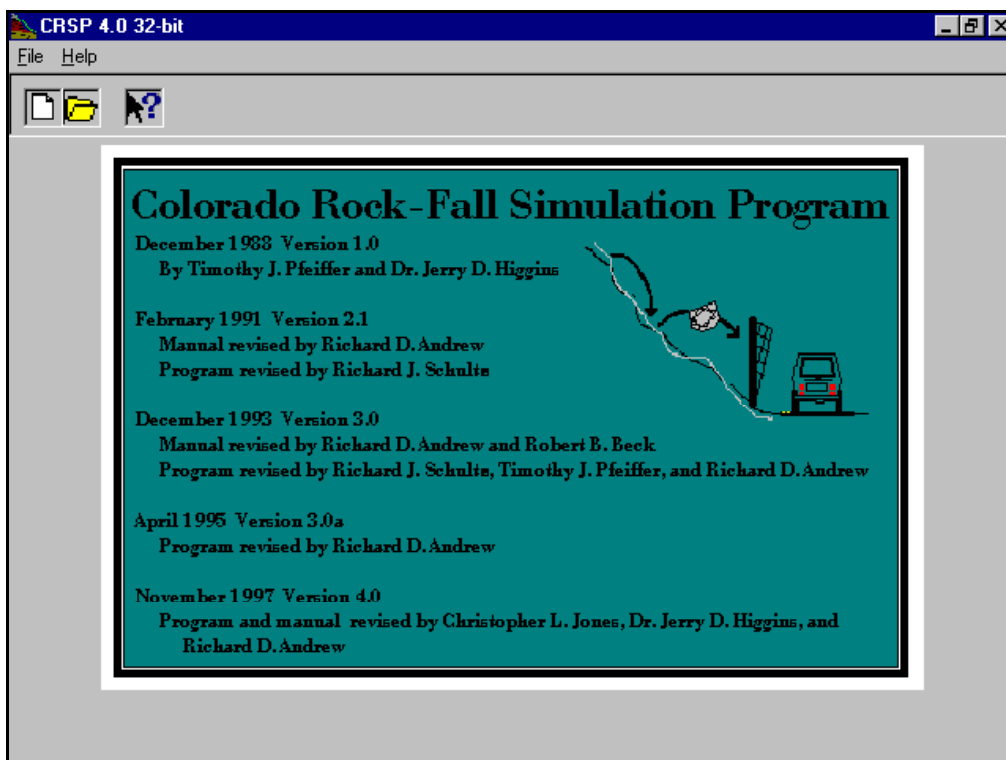 CRSP 4.0 32-bit
File Help
Colorado Rock-Fall Simulation Program
December 1988 Version 1.0
By Timothy J. Pfeiffer and Dr. Jerry D. Higgins
February 1991 Version 2.1
Manual revised by Richard D. Andrew
Program revised by Richard J. Schultz
December 1993 Version 3.0
Manual revised by Richard D. Andrew and Robert B. Beck
Program revised by Richard J. Schultz, Timothy J. Pfeiffer, and Richard D. Andrew
April 1995 Version 3.0a
Program revised by Richard D. Andrew
November 1997 Version 4.0
Program and manual revised by Christopher L. Jones, Dr. Jerry D. Higgins, and
Richard D. Andrew